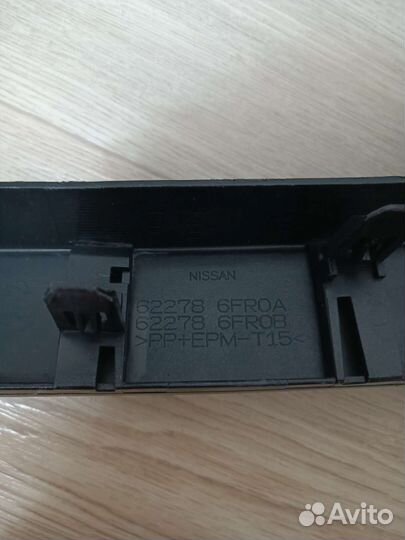 NISSAN
62278 6FR0A
62278 6FR0B
>PP+EPM-T15<
Avito